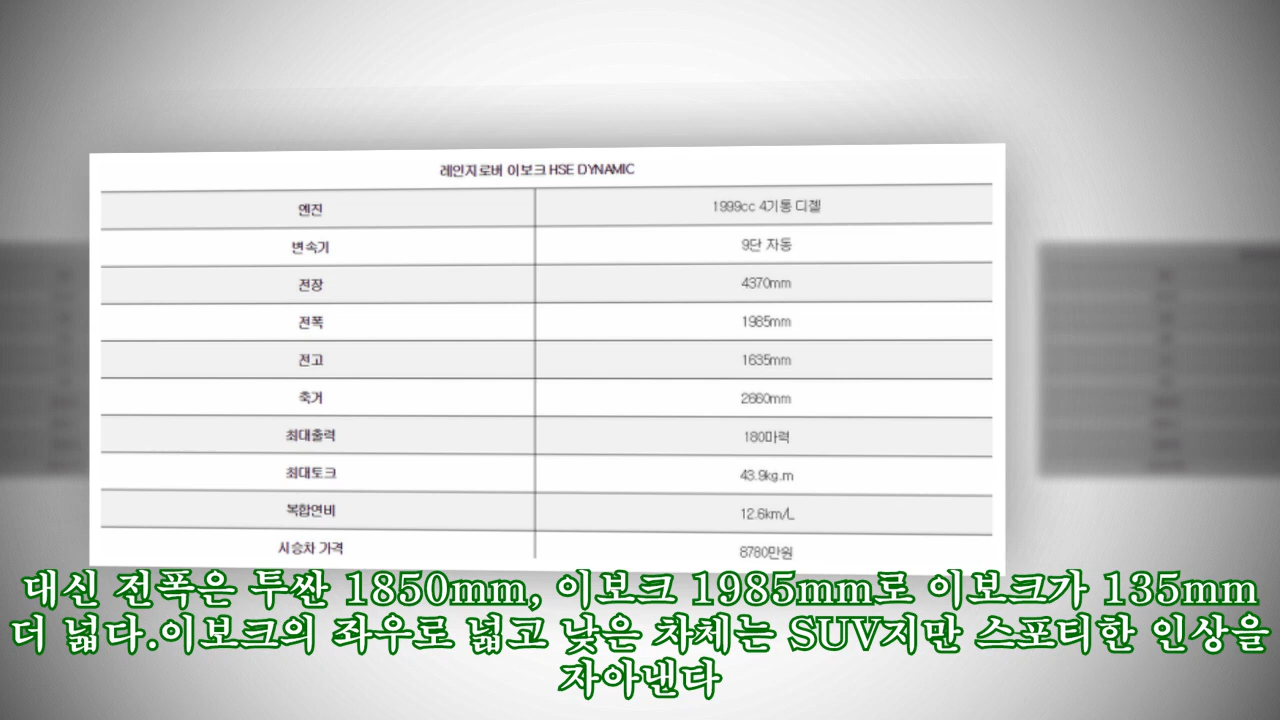 레인지로버 이보크 HSE DYNAMIC
엔진 1999cc 4기통 디젤
변속기 9단 자동
전장 4370mm
전폭 1985mm
전고 1635mm
축거 2660mm
최대출력 180마력
최대토크 43.9kg.m
복합연비 12.6km/L
시승차 가격 8780만원
대신 전폭은 투싼 1850mm, 이보크 1985mm로 이보크가 135mm
더 넓다.이보크의 좌우로 넓고 낮은 차체는 SUV지만 스포티한 인상을
자아낸다